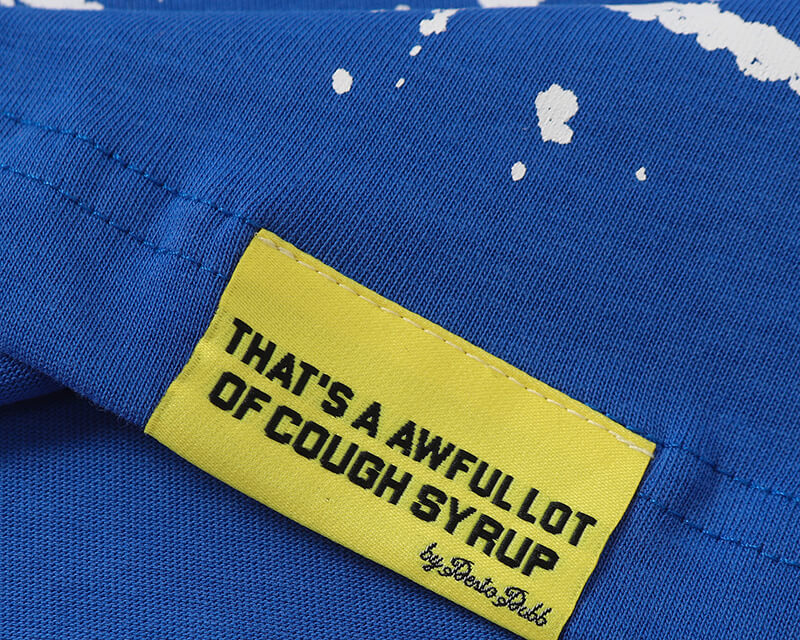 THAT'S A AWFUL LOT
OF COUGH SYRUP
by Desto Dubb